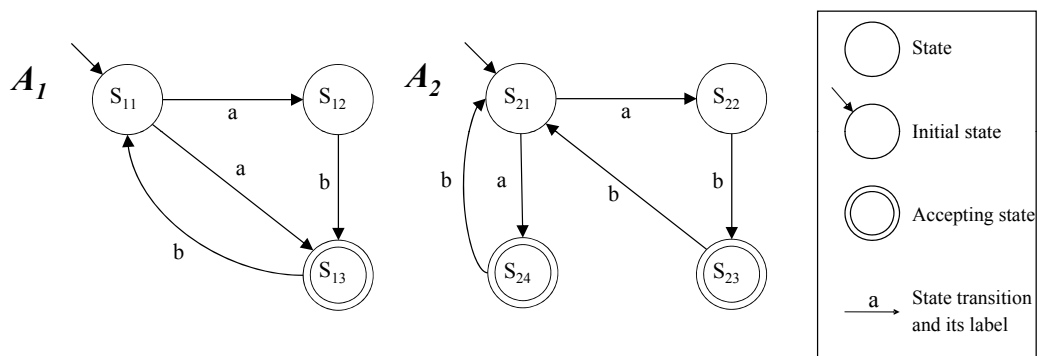 A1
S11
S12
a
a
b
b
S13
A2
S21
S22
a
b
a
b
b
S24
S23
State
Initial state
Accepting state
a
State transition
and its label